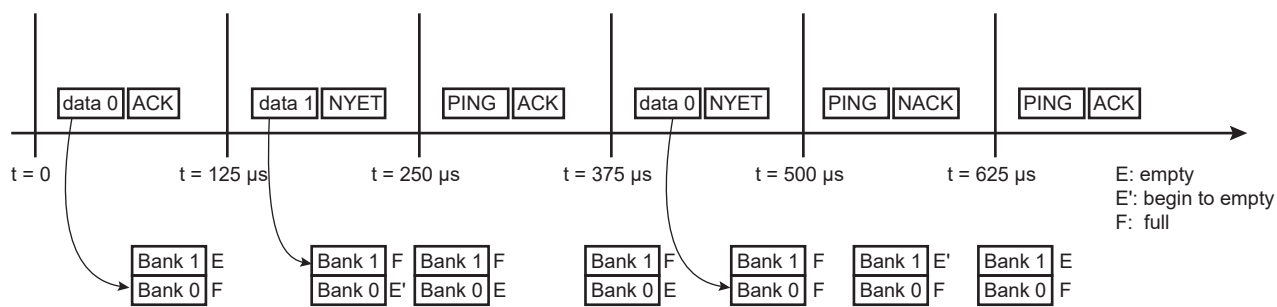 data 0 ACK data 1 NYET PING ACK data 0 NYET PING NACK PING ACK
t = 0 t = 125 μs t = 250 μs t = 375 μs t = 500 μs t = 625 μs
E: empty
E': begin to empty
F: full
Bank 1 E Bank 1 F Bank 1 F Bank 1 F Bank 1 F Bank 1 E' Bank 1 E
Bank 0 F Bank 0 E' Bank 0 E Bank 0 E Bank 0 F Bank 0 F Bank 0 F